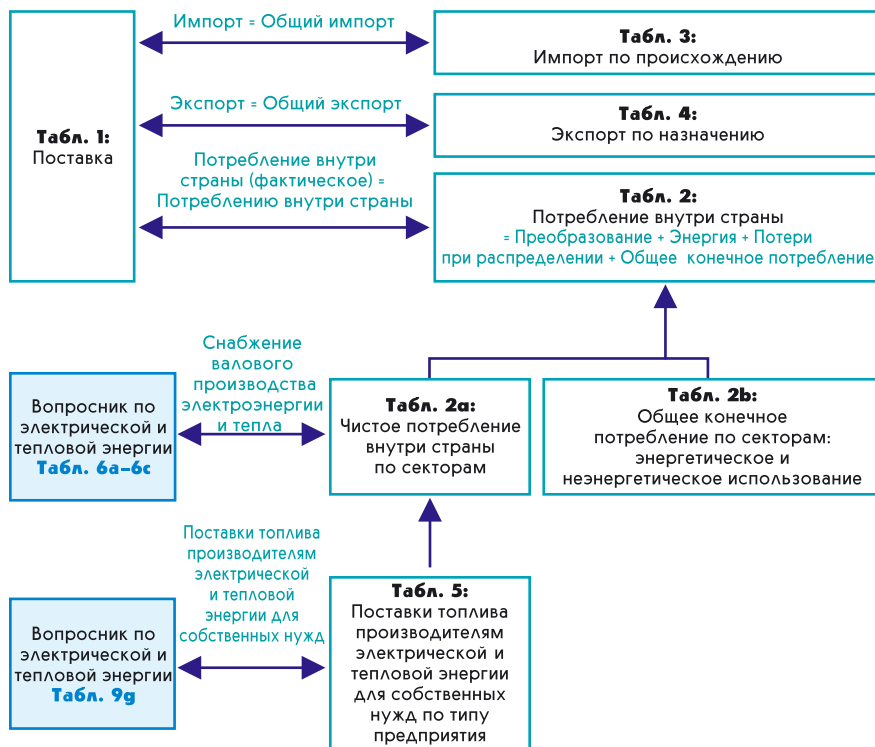 Импорт = Общий импорт
Табл. 3:
Импорт по происхождению
Экспорт = Общий экспорт
Табл. 4:
Экспорт по назначению
Табл. 1:
Поставка
Потребление внутри
страны (фактическое) =
Потреблению внутри страны
Табл. 2:
Потребление внутри страны
= Преобразование + Энергия + Потери
при распределении + Общее конечное потребление
Снабжение
валового
производства
электроэнергии
и тепла
Вопросник по
электрической и
тепловой энергии
Табл. 6a–6c
Табл. 2a:
Чистое потребление
внутри страны
по секторам
Табл. 2b:
Общее конечное
потребление по секторам:
энергетическое и
неэнергетическое использование
Поставки топлива
производителям
электрической
и тепловой
энергии для
собственных нужд
Вопросник по
электрической и
тепловой энергии
Табл. 9g
Табл. 5:
Поставки топлива
производителям
электрической и
тепловой энергии
для собственных
нужд по типу
предприятия